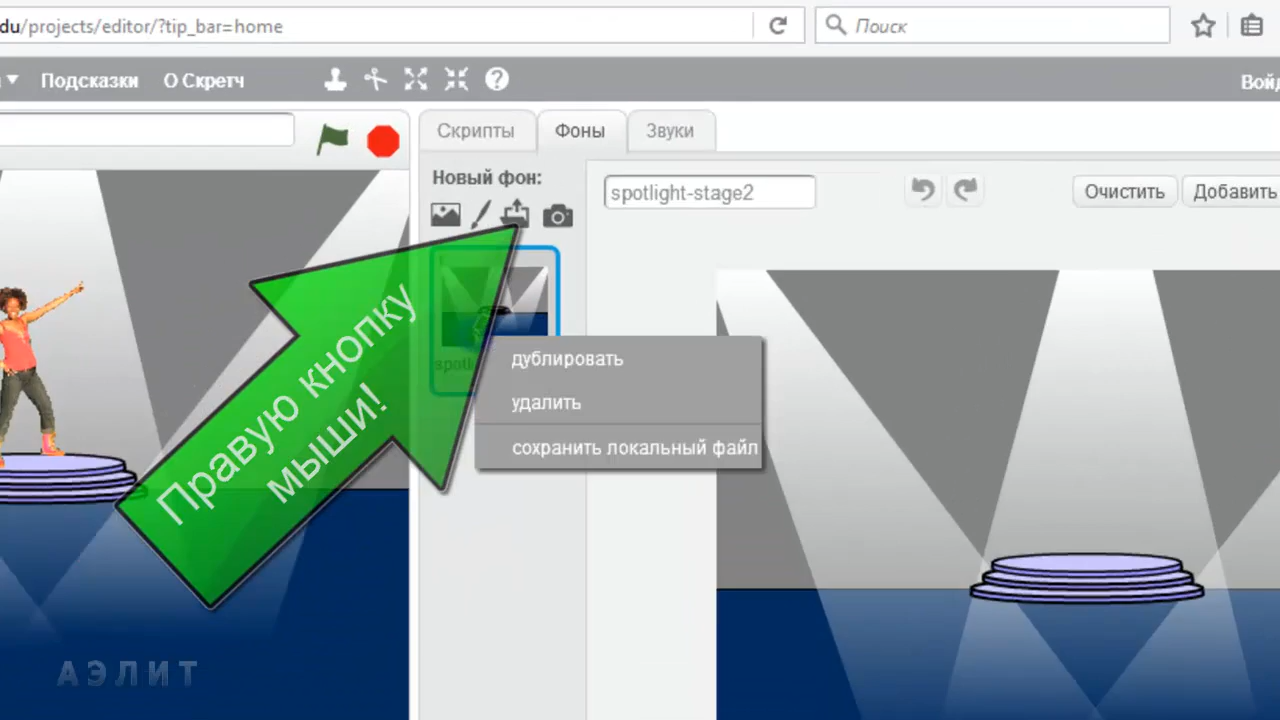 du/projects/editor/?tip_bar=home
Поиск
Подсказки
О Скретч
Скрипты
Фоны
Звуки
Новый фон:
spotlight-stage2
Очистить
Добавить
дублировать
удалить
сохранить локальный файл
Правую кнопку
мыши!
АЭЛИТ